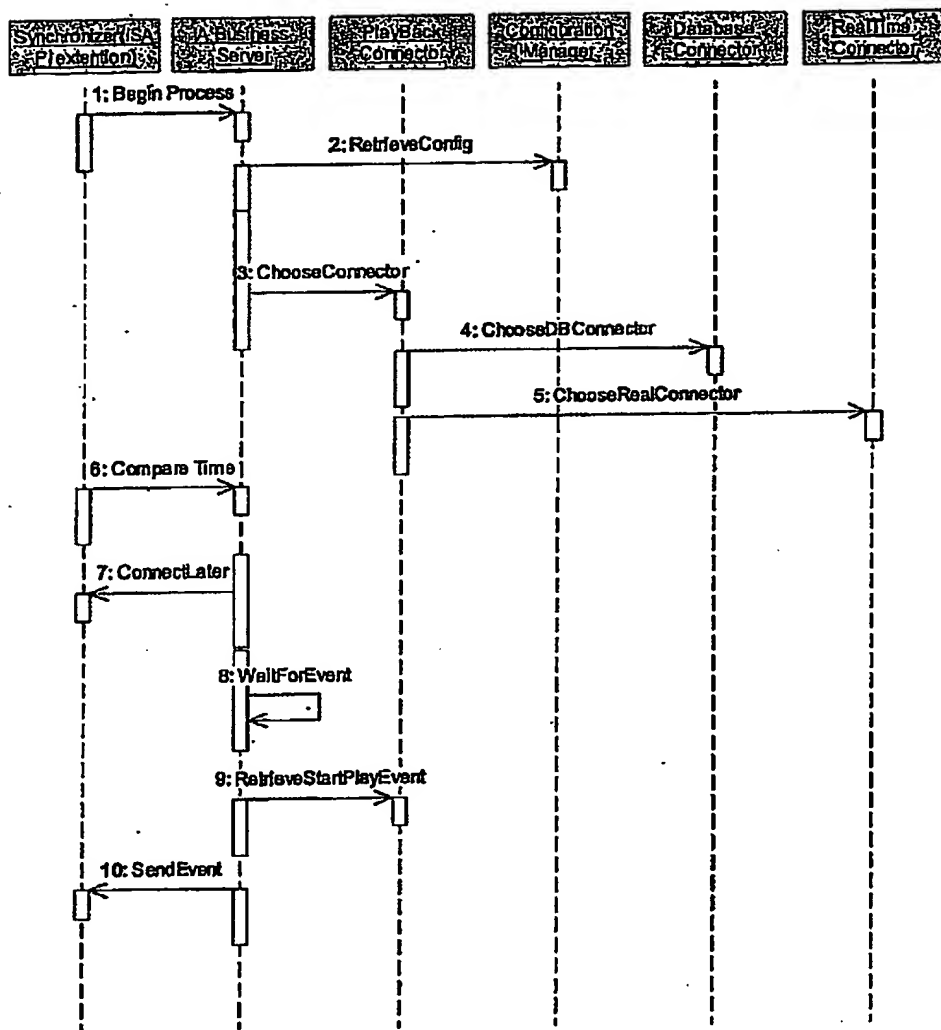 Synchronizer(ISA
PI extention)
IA Business
Server
PlayBack
Connector
Configuration
Manager
Database
Connector
RealTime
Connector
1: Begin Process
2: RetrieveConfig
3: ChooseConnector
4: ChooseDBConnector
5: ChooseRealConnector
6: Compare Time
7: ConnectLater
8: WaitForEvent
9: RetrieveStartPlayEvent
10: SendEvent